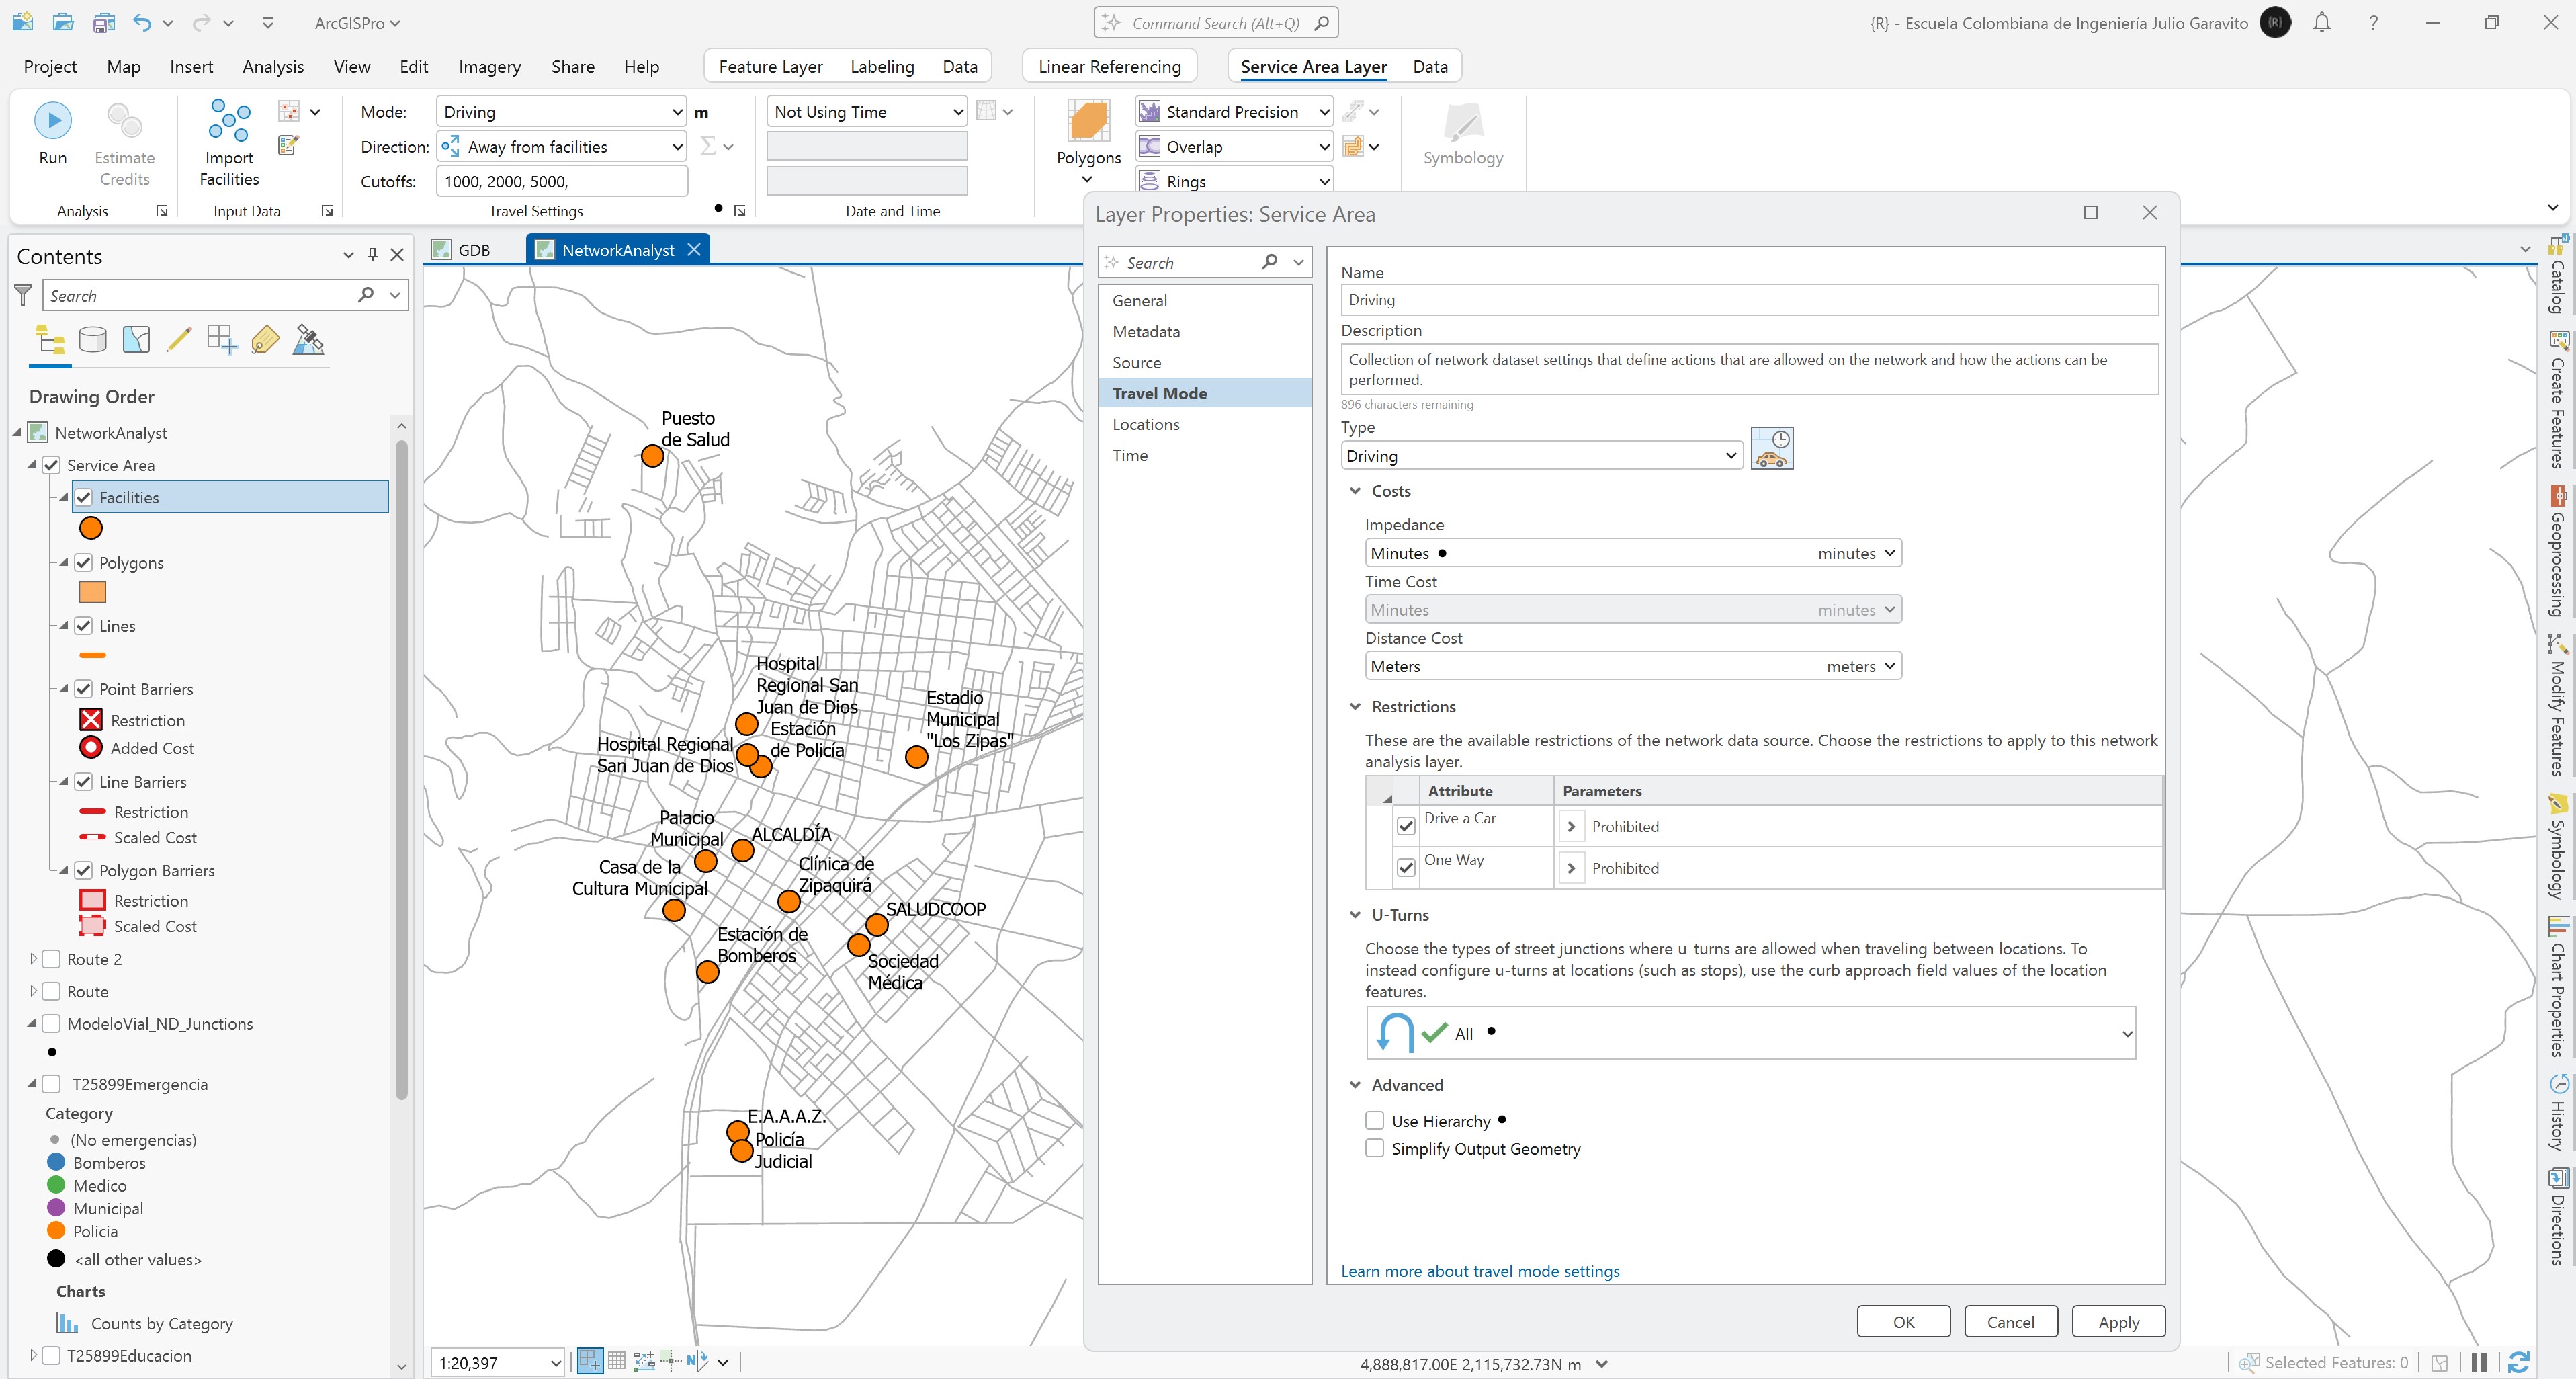 ArcGISPro
Command Search (Alt+Q)
{R} - Escuela Colombiana de Ingeniería Julio Garavito
{R}
?
Project
Map
Insert
Analysis
View
Edit
Imagery
Share
Help
Feature Layer
Labeling
Data
Linear Referencing
Service Area Layer
Data
Run
Estimate
Credits
Analysis
Import
Facilities
Input Data
Mode:
Driving
m
Direction:
Away from facilities
Cutoffs:
1000, 2000, 5000,
Travel Settings
Not Using Time
Date and Time
Polygons
Standard Precision
Overlap
Rings
Symbology
Contents
Search
Drawing Order
NetworkAnalyst
Service Area
Facilities
Polygons
Lines
Point Barriers
Restriction
Added Cost
Line Barriers
Restriction
Scaled Cost
Polygon Barriers
Restriction
Scaled Cost
Route 2
Route
ModeloVial_ND_Junctions
T25899Emergencia
Category
(No emergencias)
Bomberos
Medico
Municipal
Policia
<all other values>
Charts
Counts by Category
T25899Educacion
GDB
NetworkAnalyst
Puesto
de Salud
Hospital
Regional San
Juan de Dios
Estación
de Policía
Hospital Regional
San Juan de Dios
Estadio
Municipal
"Los Zipas"
Palacio
Municipal
ALCALDÍA
Casa de la
Cultura Municipal
Clínica de
Zipaquirá
SALUDCOOP
Estación de
Bomberos
Sociedad
Médica
E.A.A.A.Z.
Policía
Judicial
1:20,397
4,888,817.00E 2,115,732.73N m
Selected Features: 0
Layer Properties: Service Area
Search
General
Metadata
Source
Travel Mode
Locations
Time
Name
Driving
Description
Collection of network dataset settings that define actions that are allowed on the network and how the actions can be
performed.
896 characters remaining
Type
Driving
Costs
Impedance
Minutes
minutes
Time Cost
Minutes
minutes
Distance Cost
Meters
meters
Restrictions
These are the available restrictions of the network data source. Choose the restrictions to apply to this network
analysis layer.
Attribute
Parameters
Drive a Car
Prohibited
One Way
Prohibited
U-Turns
Choose the types of street junctions where u-turns are allowed when traveling between locations. To
instead configure u-turns at locations (such as stops), use the curb approach field values of the location
features.
All
Advanced
Use Hierarchy
Simplify Output Geometry
Learn more about travel mode settings
OK
Cancel
Apply
Catalog
Create Features
Geoprocessing
Modify Features
Symbology
Chart Properties
History
Directions